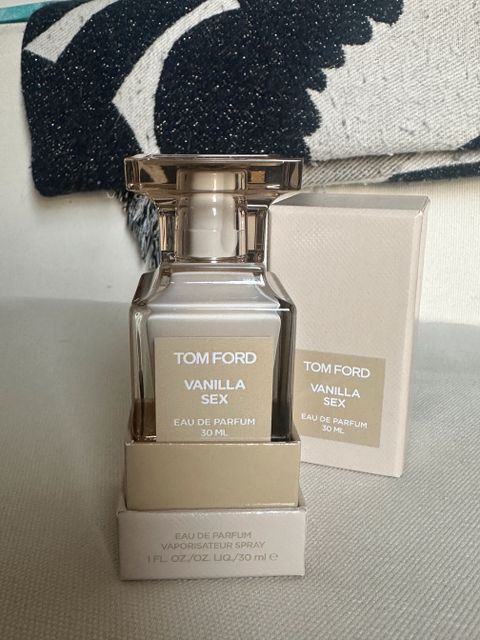 TOM FORD
VANILLA
SEX
EAU DE PARFUM
30 ML
EAU DE PARFUM
VAPORISATEUR SPRAY
1 FL. OZ./OZ. LIQ./30 ml e
TOM FORD
VANILLA
SEX
EAU DE PARFUM
30 ML